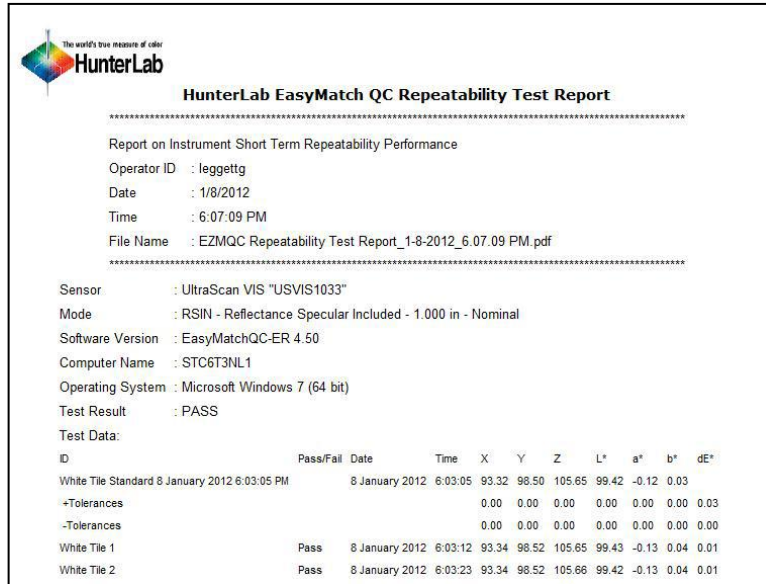 The world's true measure of color
HunterLab
HunterLab EasyMatch QC Repeatability Test Report
********************************************************************************************************************
Report on Instrument Short Term Repeatability Performance
Operator ID : leggettg
Date : 1/8/2012
Time : 6:07:09 PM
File Name : EZMQC Repeatability Test Report_1-8-2012_6.07.09 PM.pdf
********************************************************************************************************************
Sensor : UltraScan VIS "USVIS1033"
Mode : RSIN - Reflectance Specular Included - 1.000 in - Nominal
Software Version : EasyMatchQC-ER 4.50
Computer Name : STC6T3NL1
Operating System : Microsoft Windows 7 (64 bit)
Test Result : PASS
Test Data:
ID Pass/Fail Date Time X Y Z L* a* b* dE*
White Tile Standard 8 January 2012 6:03:05 PM 8 January 2012 6:03:05 93.32 98.50 105.65 99.42 -0.12 0.03
+Tolerances 0.00 0.00 0.00 0.00 0.00 0.00 0.03
-Tolerances 0.00 0.00 0.00 0.00 0.00 0.00 0.00
White Tile 1 Pass 8 January 2012 6:03:12 93.34 98.52 105.65 99.43 -0.13 0.04 0.01
White Tile 2 Pass 8 January 2012 6:03:23 93.34 98.52 105.66 99.42 -0.13 0.04 0.01